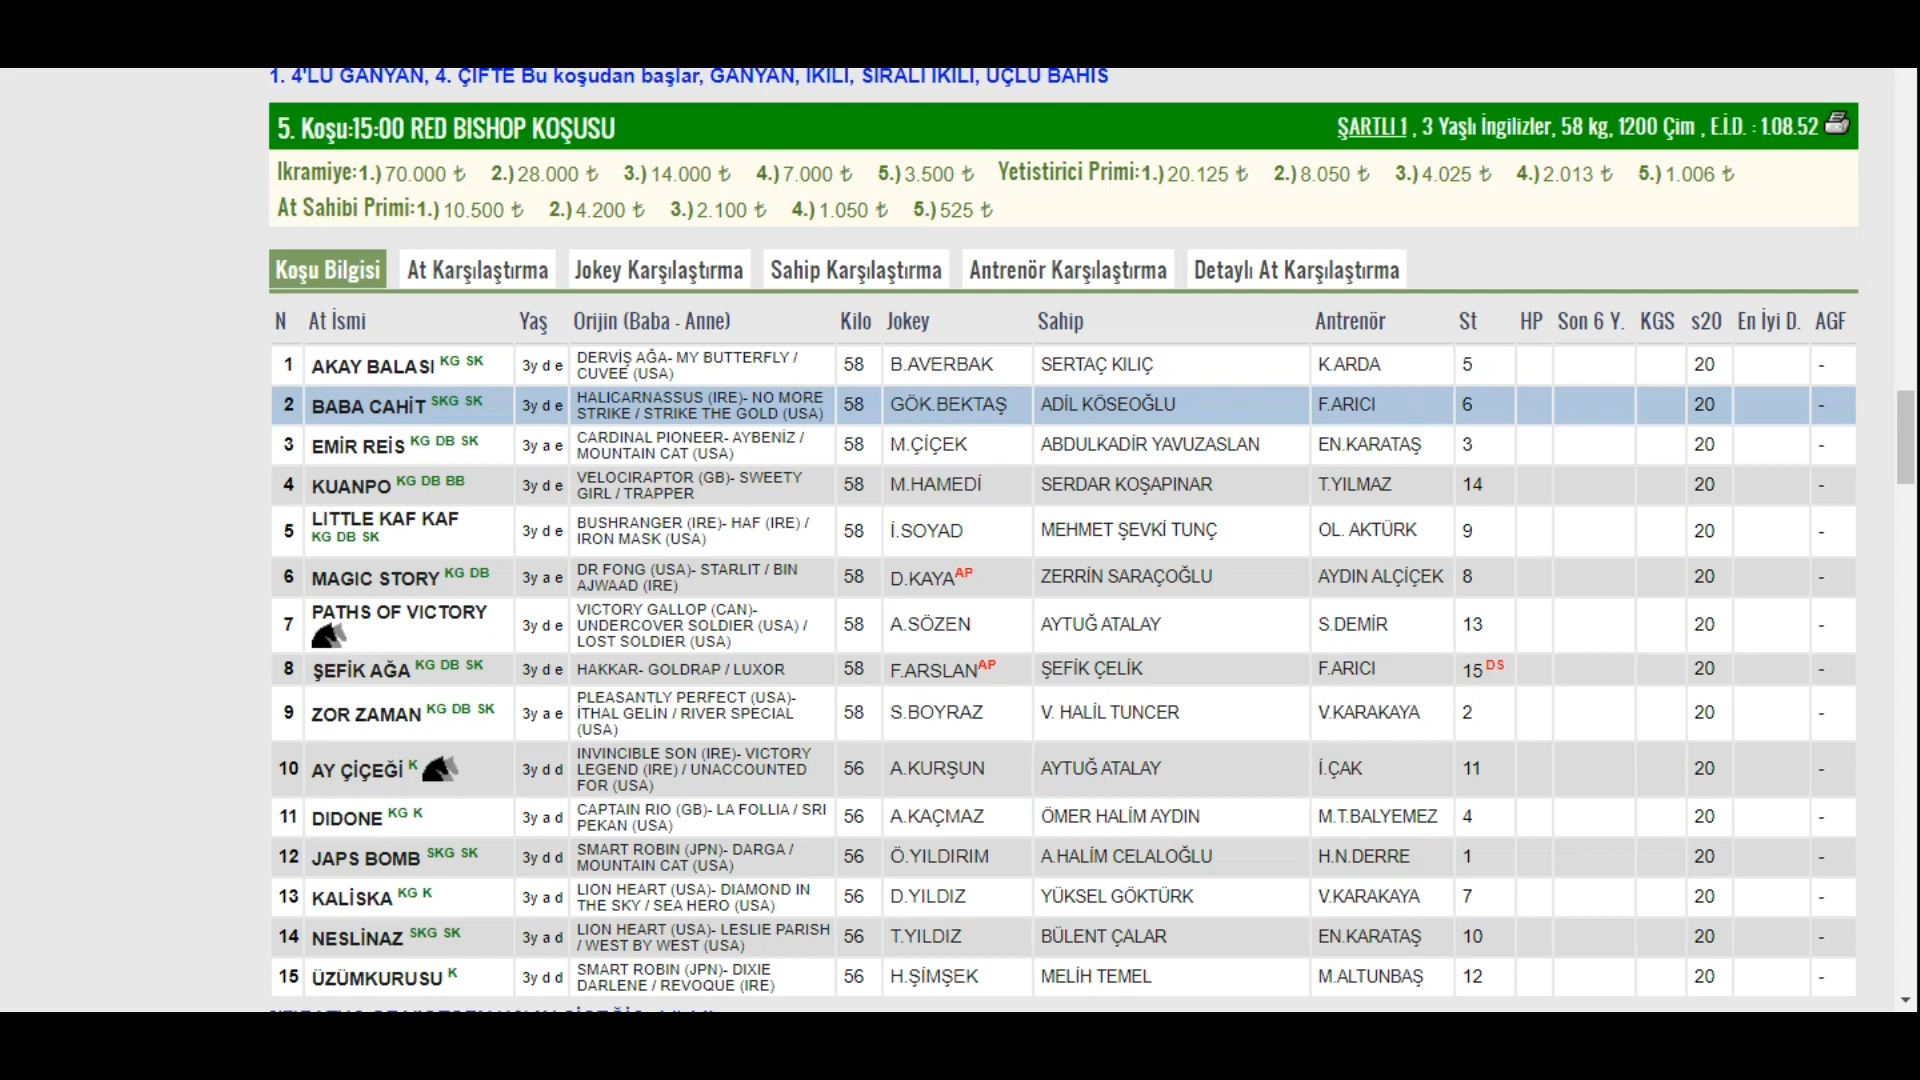 1. 4'LÜ GANYAN, 4. ÇİFTE Bu koşudan başlar, GANYAN, İKİLİ, SIRALI İKİLİ, ÜÇLÜ BAHİS
5. Koşu:15:00 RED BISHOP KOŞUSU ŞARTLI 1 , 3 Yaşlı İngilizler, 58 kg, 1200 Çim , E.İ.D. : 1.08.52
Ikramiye:1.) 70.000 ₺ 2.) 28.000 ₺ 3.) 14.000 ₺ 4.) 7.000 ₺ 5.) 3.500 ₺ Yetistirici Primi:1.) 20.125 ₺ 2.) 8.050 ₺ 3.) 4.025 ₺ 4.) 2.013 ₺ 5.) 1.006 ₺
At Sahibi Primi:1.) 10.500 ₺ 2.) 4.200 ₺ 3.) 2.100 ₺ 4.) 1.050 ₺ 5.) 525 ₺
Koşu Bilgisi At Karşılaştırma Jokey Karşılaştırma Sahip Karşılaştırma Antrenör Karşılaştırma Detaylı At Karşılaştırma
N At İsmi Yaş Orijin (Baba - Anne) Kilo Jokey Sahip Antrenör St HP Son 6 Y. KGS s20 En İyi D. AGF
1 AKAY BALASI KG SK 3y d e DERVİŞ AĞA- MY BUTTERFLY / CUVEE (USA) 58 B.AVERBAK SERTAÇ KILIÇ K.ARDA 5 20 -
2 BABA CAHİT SKG SK 3y d e HALICARNASSUS (IRE)- NO MORE STRIKE / STRIKE THE GOLD (USA) 58 GÖK.BEKTAŞ ADİL KÖSEOĞLU F.ARICI 6 20 -
3 EMİR REİS KG DB SK 3y a e CARDINAL PIONEER- AYBENİZ / MOUNTAIN CAT (USA) 58 M.ÇİÇEK ABDULKADİR YAVUZASLAN EN.KARATAŞ 3 20 -
4 KUANPO KG DB BB 3y d e VELOCIRAPTOR (GB)- SWEETY GIRL / TRAPPER 58 M.HAMEDİ SERDAR KOŞAPINAR T.YILMAZ 14 20 -
5 LITTLE KAF KAF KG DB SK 3y d e BUSHRANGER (IRE)- HAF (IRE) / IRON MASK (USA) 58 İ.SOYAD MEHMET ŞEVKİ TUNÇ OL. AKTÜRK 9 20 -
6 MAGIC STORY KG DB 3y a e DR FONG (USA)- STARLIT / BIN AJWAAD (IRE) 58 D.KAYA AP ZERRİN SARAÇOĞLU AYDIN ALÇİÇEK 8 20 -
7 PATHS OF VICTORY 3y d e VICTORY GALLOP (CAN)- UNDERCOVER SOLDIER (USA) / LOST SOLDIER (USA) 58 A.SÖZEN AYTUĞ ATALAY S.DEMİR 13 20 -
8 ŞEFİK AĞA KG DB SK 3y d e HAKKAR- GOLDRAP / LUXOR 58 F.ARSLAN AP ŞEFİK ÇELİK F.ARICI 15 DS 20 -
9 ZOR ZAMAN KG DB SK 3y a e PLEASANTLY PERFECT (USA)- İTHAL GELİN / RIVER SPECIAL (USA) 58 S.BOYRAZ V. HALİL TUNCER V.KARAKAYA 2 20 -
10 AY ÇİÇEĞİ K 3y d d INVINCIBLE SON (IRE)- VICTORY LEGEND (IRE) / UNACCOUNTED FOR (USA) 56 A.KURŞUN AYTUĞ ATALAY İ.ÇAK 11 20 -
11 DIDONE KG K 3y a d CAPTAIN RIO (GB)- LA FOLLIA / SRI PEKAN (USA) 56 A.KAÇMAZ ÖMER HALİM AYDIN M.T.BALYEMEZ 4 20 -
12 JAPS BOMB SKG SK 3y d d SMART ROBIN (JPN)- DARGA / MOUNTAIN CAT (USA) 56 Ö.YILDIRIM A.HALİM CELALOĞLU H.N.DERRE 1 20 -
13 KALİSKA KG K 3y a d LION HEART (USA)- DIAMOND IN THE SKY / SEA HERO (USA) 56 D.YILDIZ YÜKSEL GÖKTÜRK V.KARAKAYA 7 20 -
14 NESLİNAZ SKG SK 3y a d LION HEART (USA)- LESLIE PARISH / WEST BY WEST (USA) 56 T.YILDIZ BÜLENT ÇALAR EN.KARATAŞ 10 20 -
15 ÜZÜMKURUSU K 3y d d SMART ROBIN (JPN)- DIXIE DARLENE / REVOQUE (IRE) 56 H.ŞİMŞEK MELİH TEMEL M.ALTUNBAŞ 12 20 -